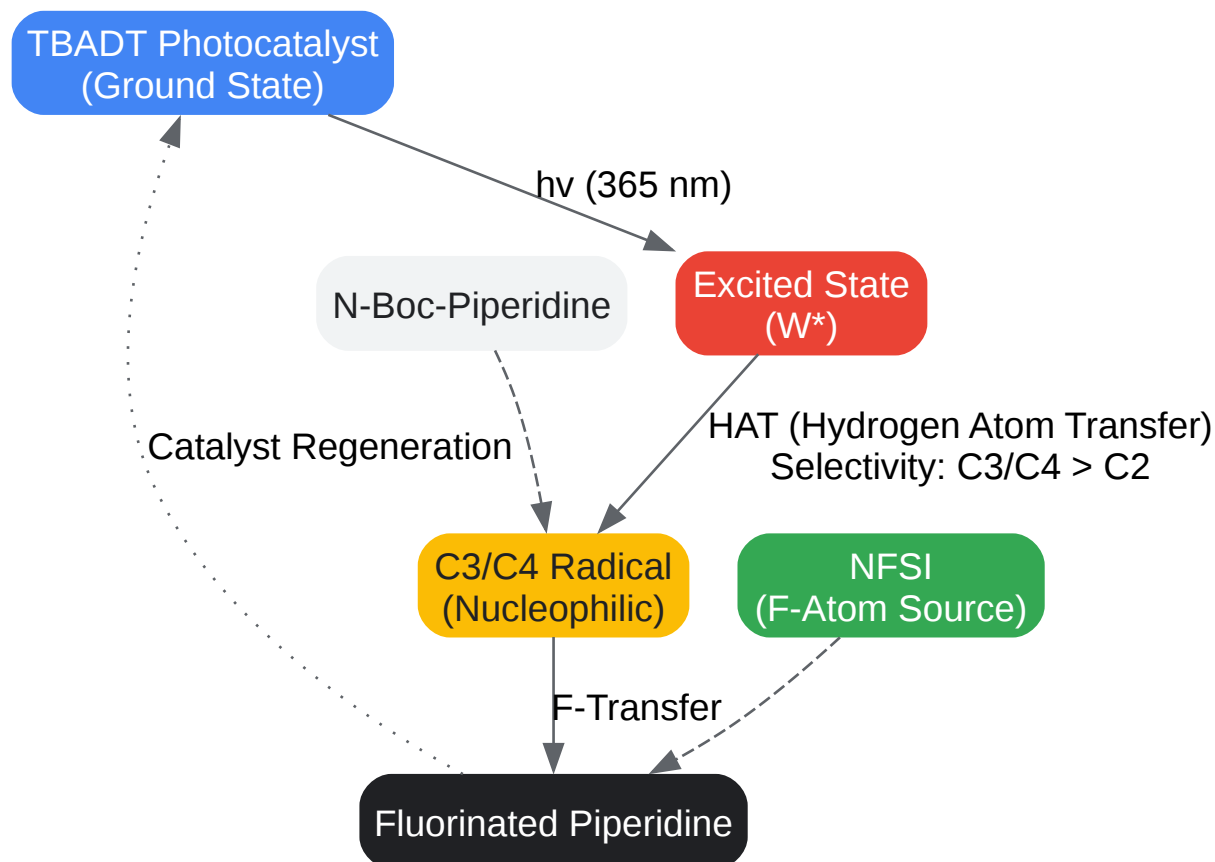 TBADT Photocatalyst
(Ground State)
hv (365 nm)
N-Boc-Piperidine
Excited State
(W*)
HAT (Hydrogen Atom Transfer)
Selectivity: C3/C4 > C2
Catalyst Regeneration
C3/C4 Radical
(Nucleophilic)
NFSI
(F-Atom Source)
F-Transfer
Fluorinated Piperidine